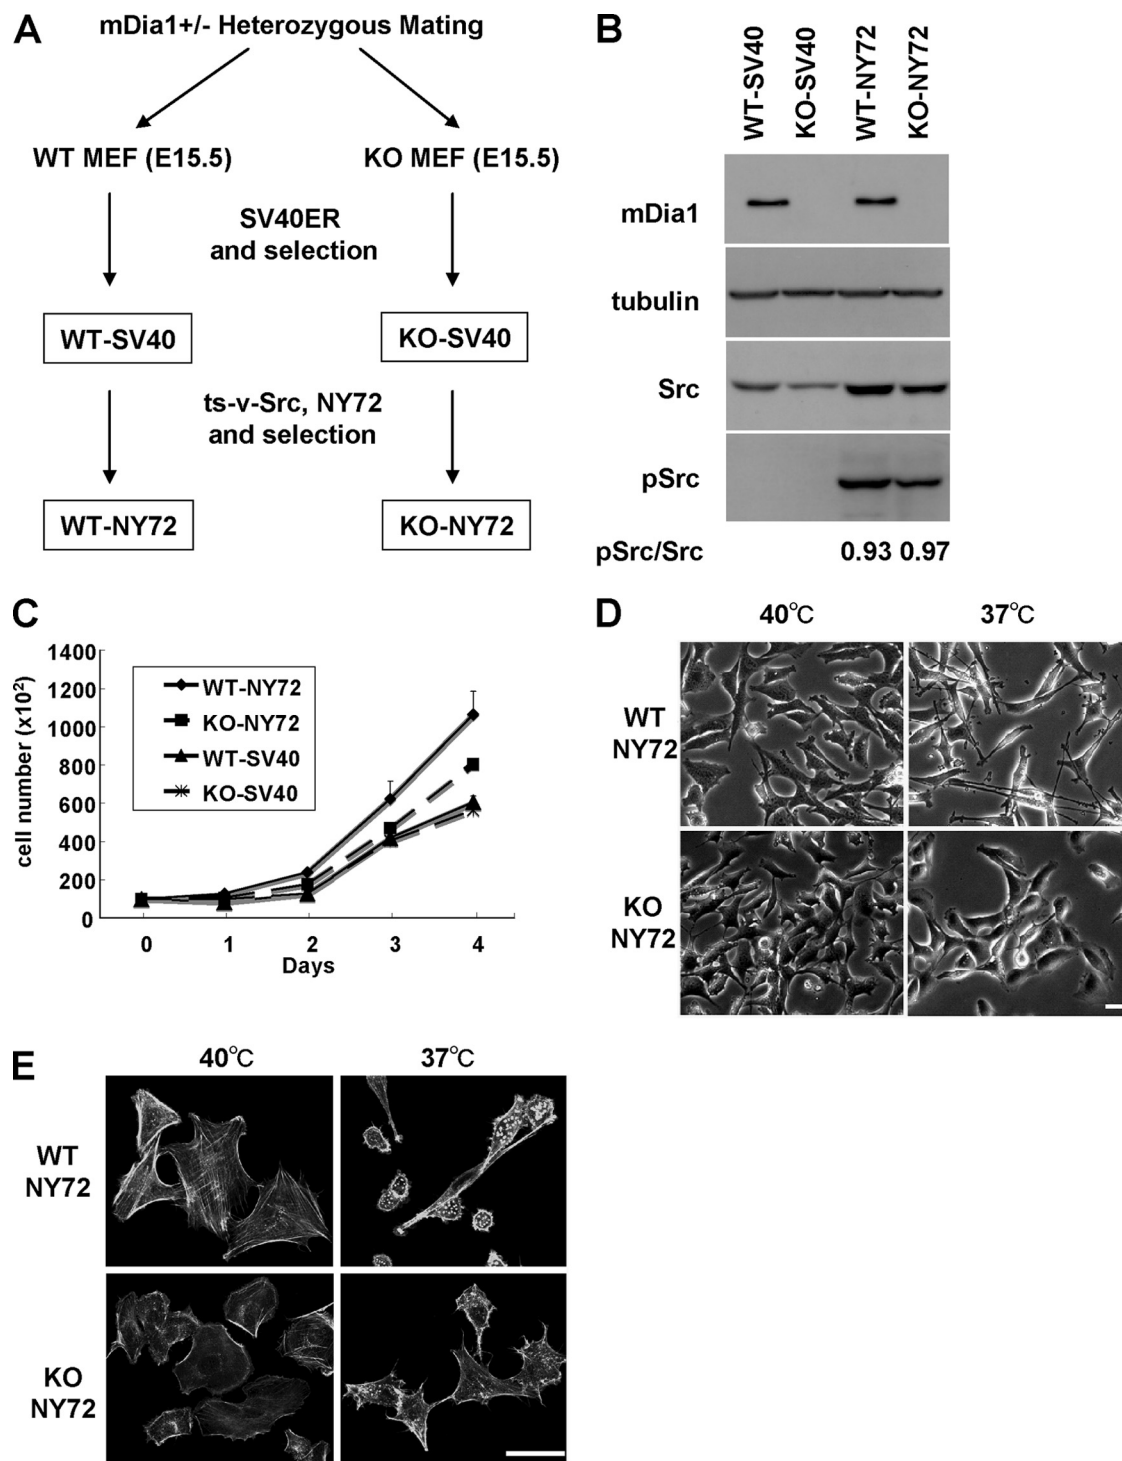 A
mDia1+/- Heterozygous Mating
WT MEF (E15.5)
KO MEF (E15.5)
SV40ER
and selection
WT-SV40
KO-SV40
ts-v-Src, NY72
and selection
WT-NY72
KO-NY72
B
WT-SV40
KO-SV40
WT-NY72
KO-NY72
mDia1
tubulin
Src
pSrc
pSrc/Src
0.93 0.97
C
cell number (x10²)
1400
1200
1000
800
600
400
200
0
WT-NY72
KO-NY72
WT-SV40
KO-SV40
0 1 2 3 4
Days
D
40°C
37°C
WT
NY72
KO
NY72
E
40°C
37°C
WT
NY72
KO
NY72